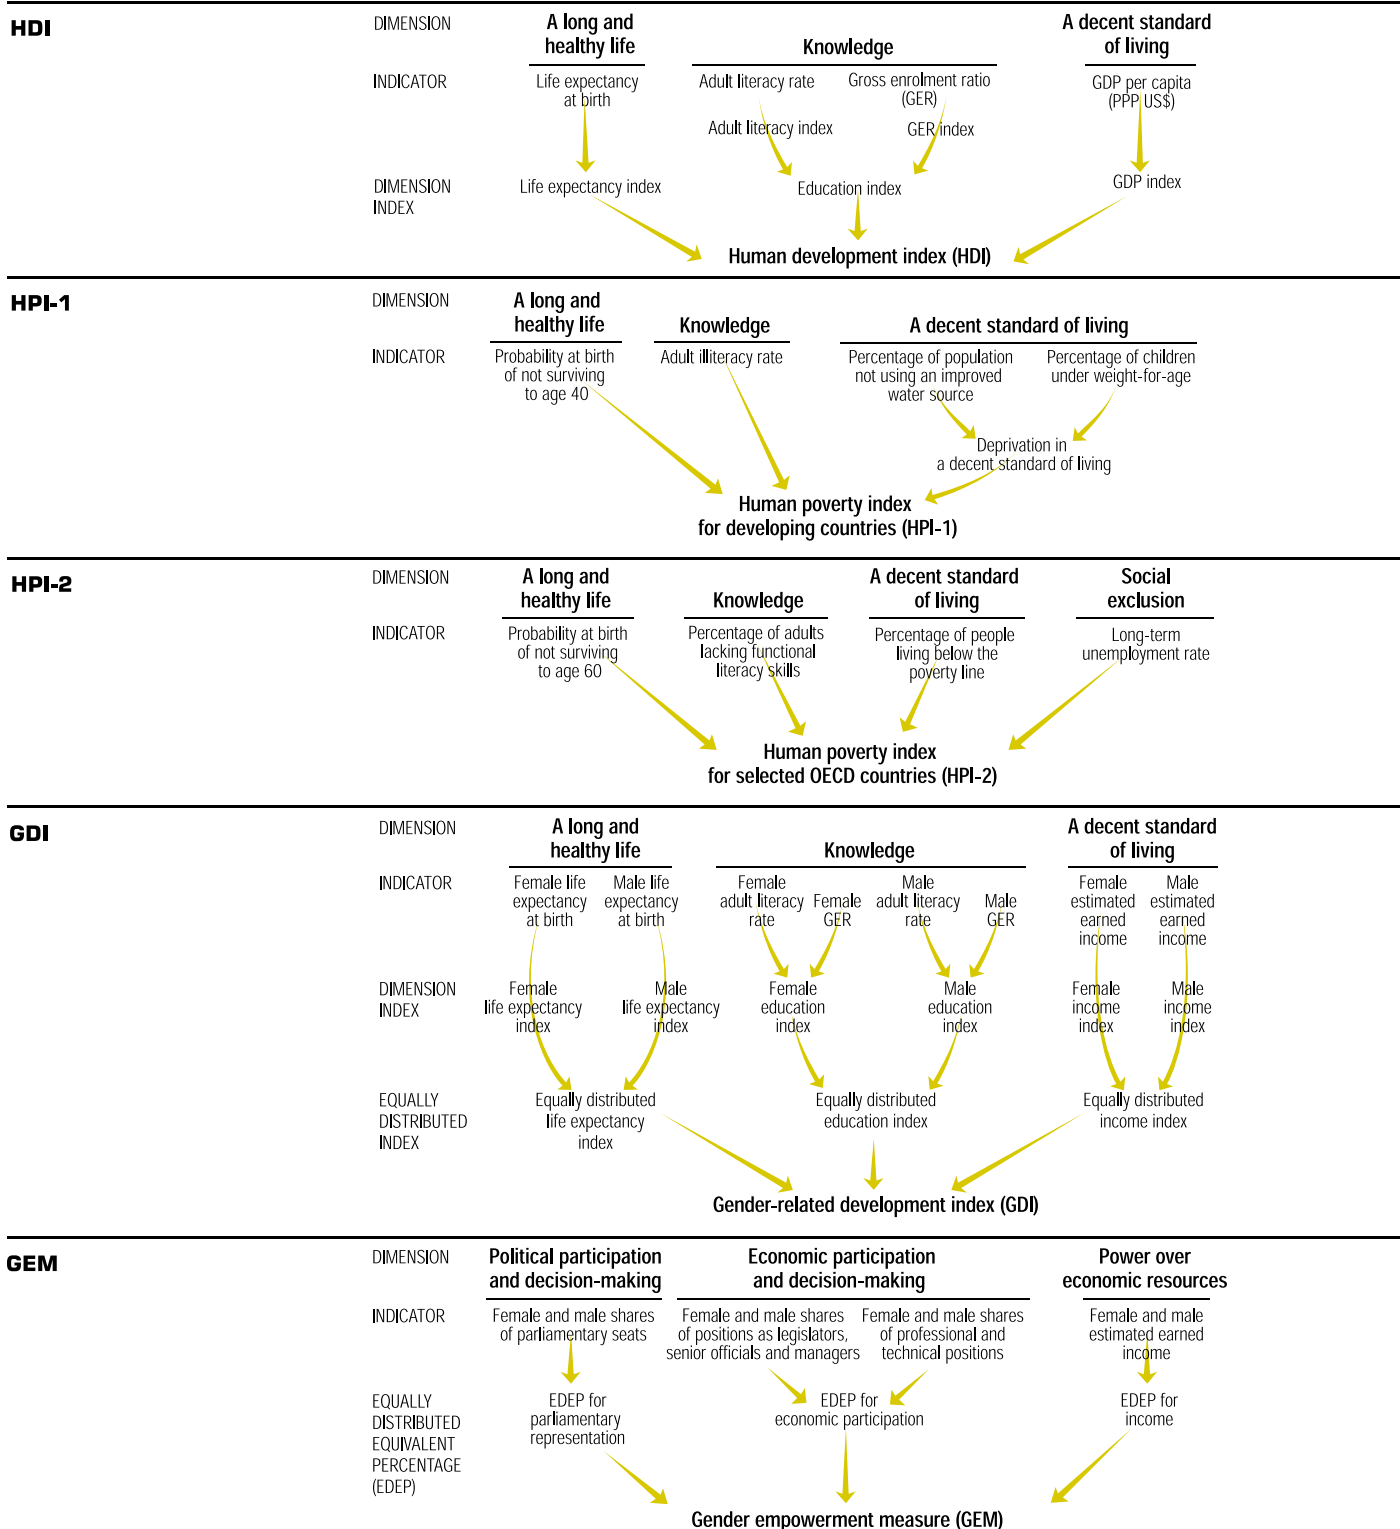 HDI
DIMENSION
A long and
healthy life
Knowledge
A decent standard
of living
INDICATOR
Life expectancy
at birth
Adult literacy rate
Gross enrolment ratio
(GER)
GDP per capita
(PPP US$)
Adult literacy index
GER index
DIMENSION
INDEX
Life expectancy index
Education index
GDP index
Human development index (HDI)
HPI-1
DIMENSION
A long and
healthy life
Knowledge
A decent standard of living
INDICATOR
Probability at birth
of not surviving
to age 40
Adult illiteracy rate
Percentage of population
not using an improved
water source
Percentage of children
under weight-for-age
Deprivation in
a decent standard of living
Human poverty index
for developing countries (HPI-1)
HPI-2
DIMENSION
A long and
healthy life
Knowledge
A decent standard
of living
Social
exclusion
INDICATOR
Probability at birth
of not surviving
to age 60
Percentage of adults
lacking functional
literacy skills
Percentage of people
living below the
poverty line
Long-term
unemployment rate
Human poverty index
for selected OECD countries (HPI-2)
GDI
DIMENSION
A long and
healthy life
Knowledge
A decent standard
of living
INDICATOR
Female life
expectancy
at birth
Male life
expectancy
at birth
Female
adult literacy
rate
Female
GER
Male
adult literacy
rate
Male
GER
Female
estimated
earned
income
Male
estimated
earned
income
DIMENSION
INDEX
Female
life expectancy
index
Male
life expectancy
index
Female
education
index
Male
education
index
Female
income
index
Male
income
index
EQUALLY
DISTRIBUTED
INDEX
Equally distributed
life expectancy
index
Equally distributed
education index
Equally distributed
income index
Gender-related development index (GDI)
GEM
DIMENSION
Political participation
and decision-making
Economic participation
and decision-making
Power over
economic resources
INDICATOR
Female and male shares
of parliamentary seats
Female and male shares
of positions as legislators,
senior officials and managers
Female and male shares
of professional and
technical positions
Female and male
estimated earned
income
EQUALLY
DISTRIBUTED
EQUIVALENT
PERCENTAGE
(EDEP)
EDEP for
parliamentary
representation
EDEP for
economic participation
EDEP for
income
Gender empowerment measure (GEM)